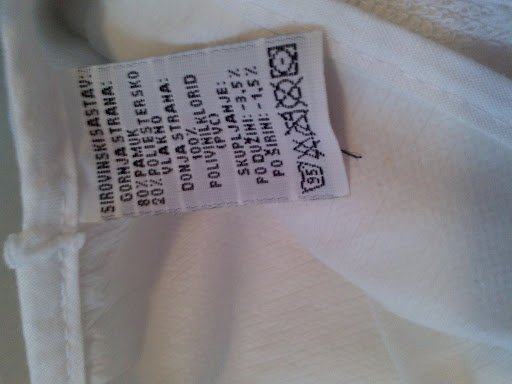 SIROVINSKI SASTAV:
GORNJA STRANA:
80% PAMUK
20% POLIESTERSKO
VLAKNO
DONJA STRANA:
100%
POLIVINILKLORID
(PVC)
SKUPLJANJE:
PO DUŽINI: -3,5%
PO ŠIRINI: -1,5%
95